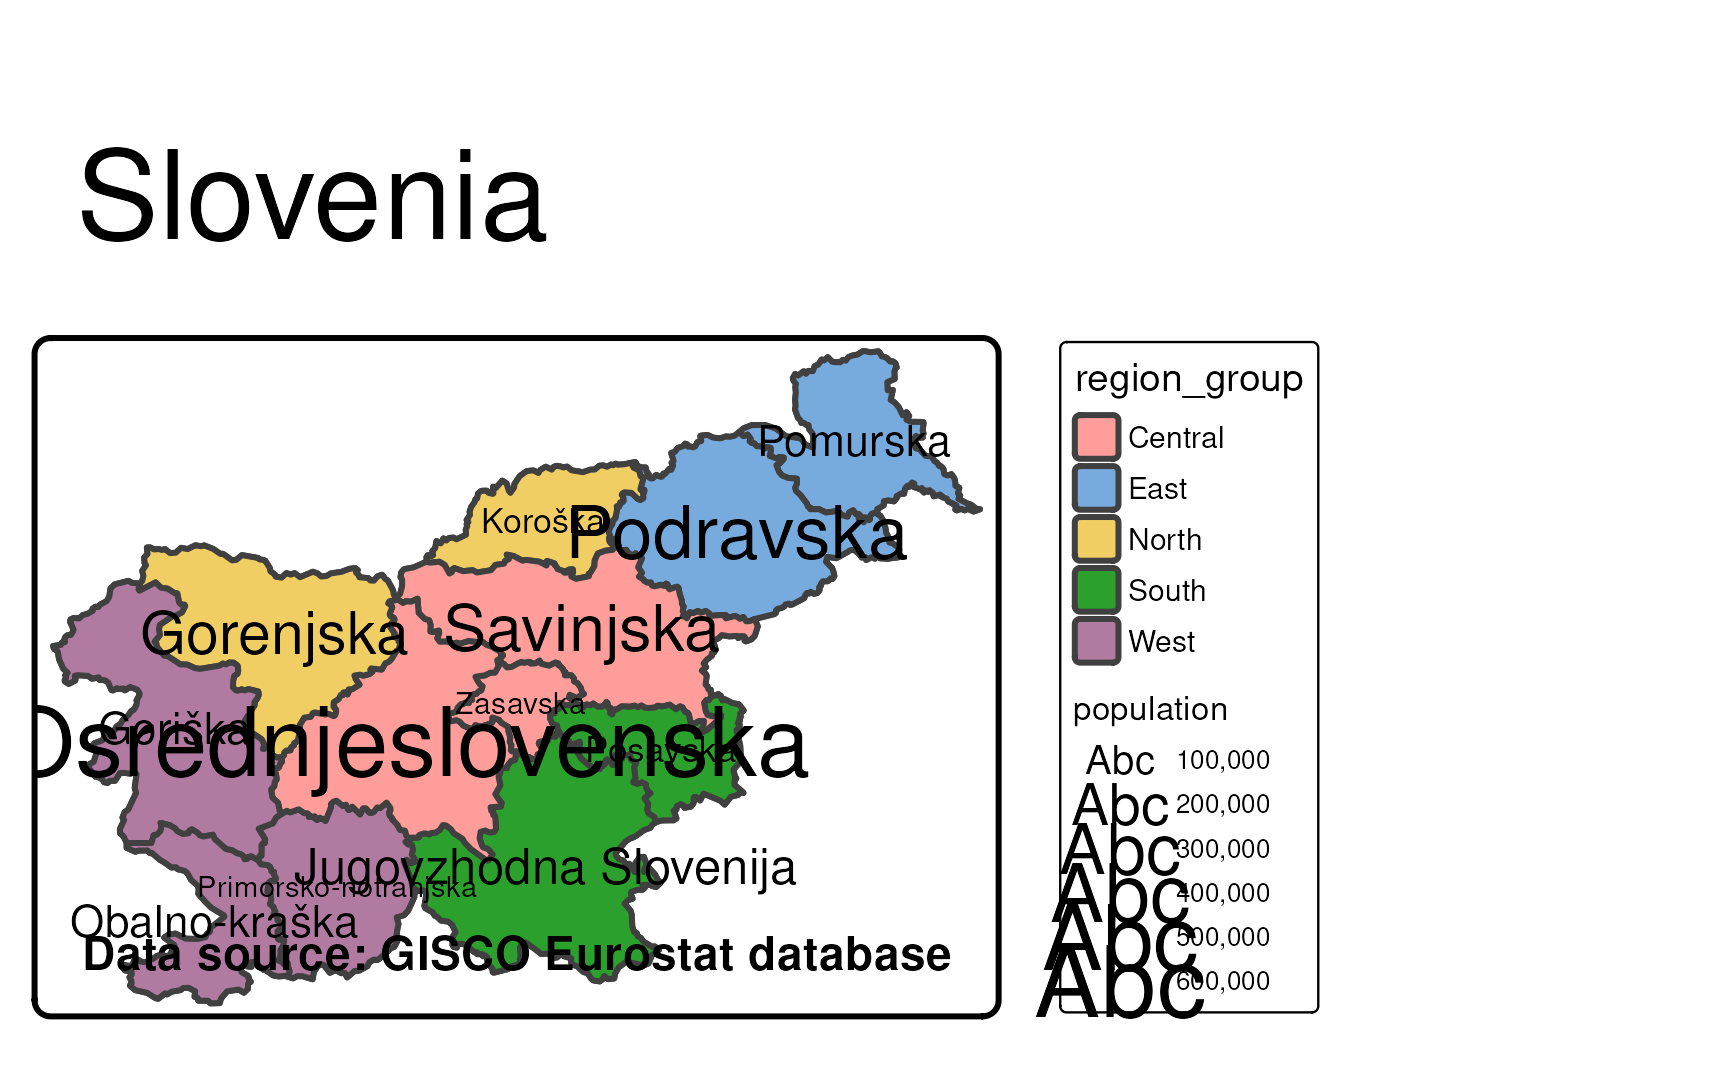 Slovenia
Pomurska
Koroška
Podravska
Gorenjska
Savinjska
Zasavska
Goriška
Osrednjeslovenska
Posavska
Jugovzhodna Slovenija
Primorsko-notranjska
Obalno-kraška
Data source: GISCO Eurostat database
region_group
Central
East
North
South
West
population
Abc 100,000
Abc 200,000
Abc 300,000
Abc 400,000
Abc 500,000
Abc 600,000